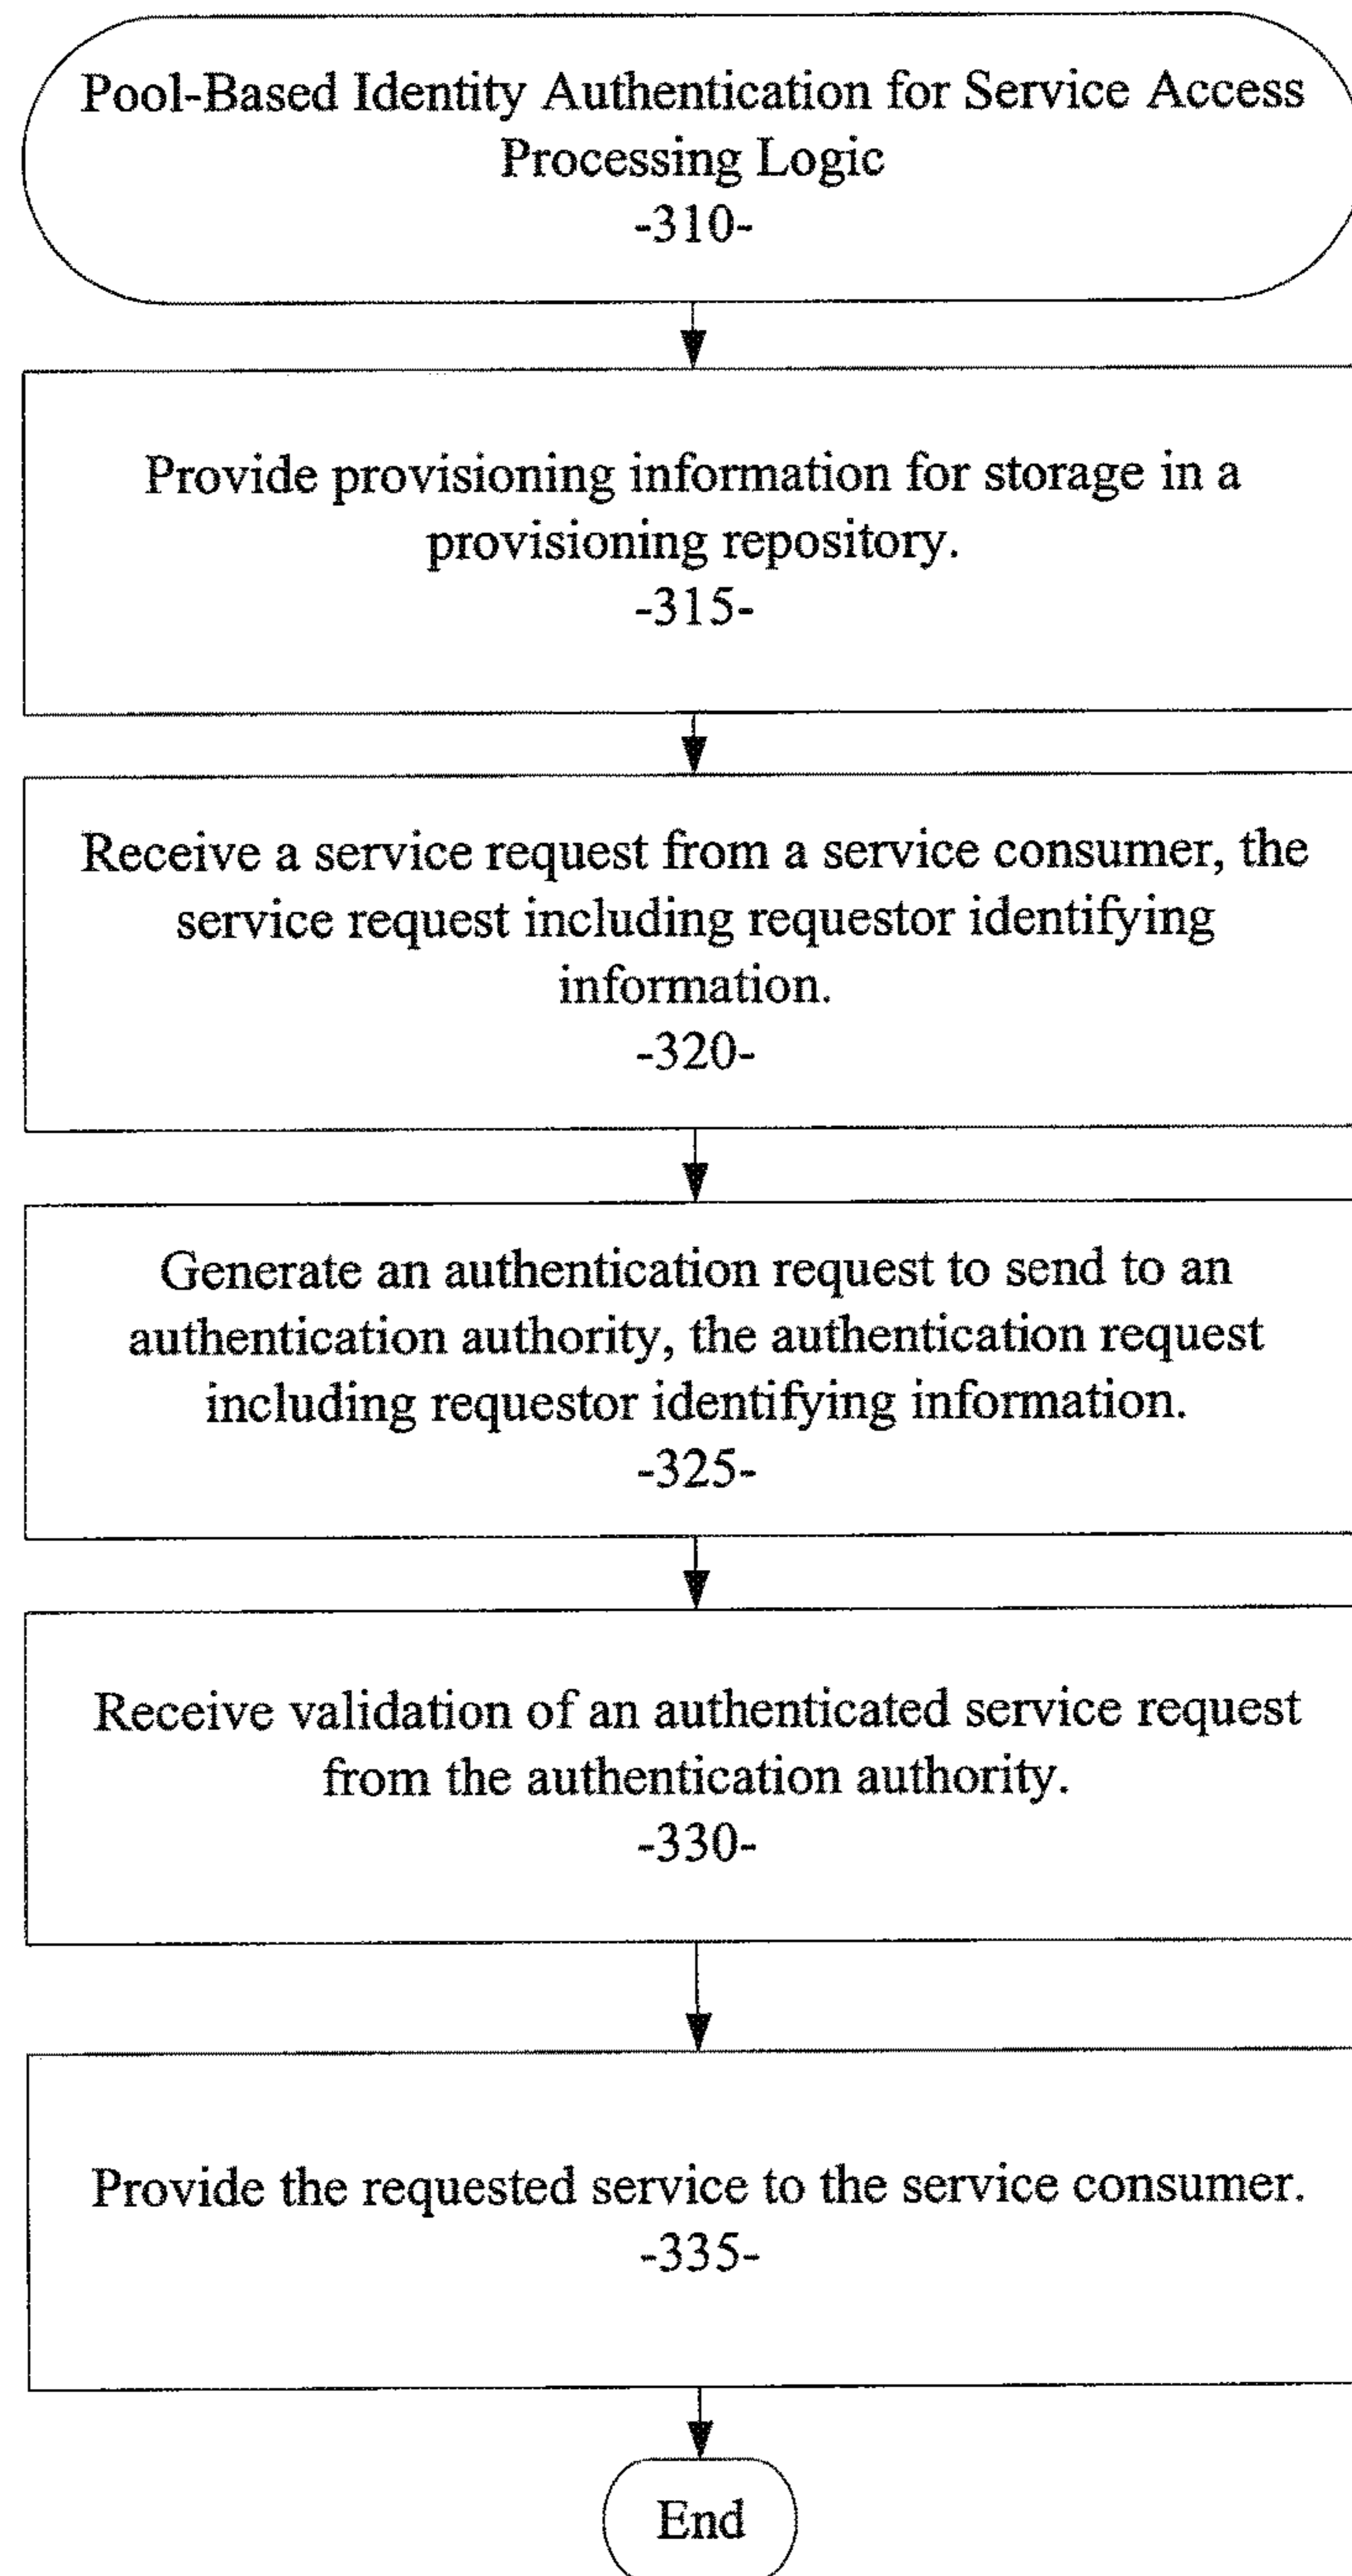 Pool-Based Identity Authentication for Service Access
Processing Logic
-310-
Provide provisioning information for storage in a
provisioning repository.
-315-
Receive a service request from a service consumer, the
service request including requestor identifying
information.
-320-
Generate an authentication request to send to an
authentication authority, the authentication request
including requestor identifying information.
-325-
Receive validation of an authenticated service request
from the authentication authority.
-330-
Provide the requested service to the service consumer.
-335-
End